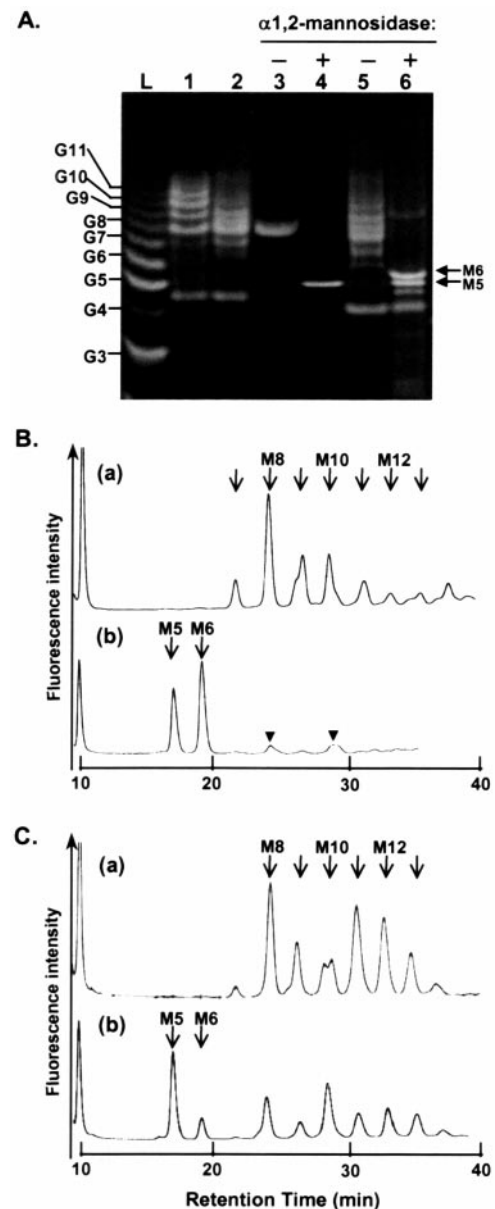 A.
α1,2-mannosidase:
− + − +
L 1 2 3 4 5 6
G11
G10
G9
G8
G7
G6
G5
G4
G3
M6
M5
B.
(a)
M8 M10 M12
Fluorescence intensity
(b)
M5 M6
10 20 30 40
C.
(a)
M8 M10 M12
Fluorescence intensity
(b)
M5 M6
10 20 30 40
Retention Time (min)